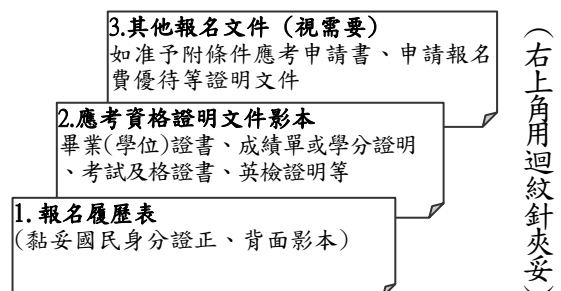 3.其他報名文件（視需要）
如准予附條件應考申請書、申請報名
費優待等證明文件
2.應考資格證明文件影本
畢業(學位)證書、成績單或學分證明
、考試及格證書、英檢證明等
1.報名履歷表
(黏妥國民身分證正、背面影本)
（右上角用迴紋針夾妥）